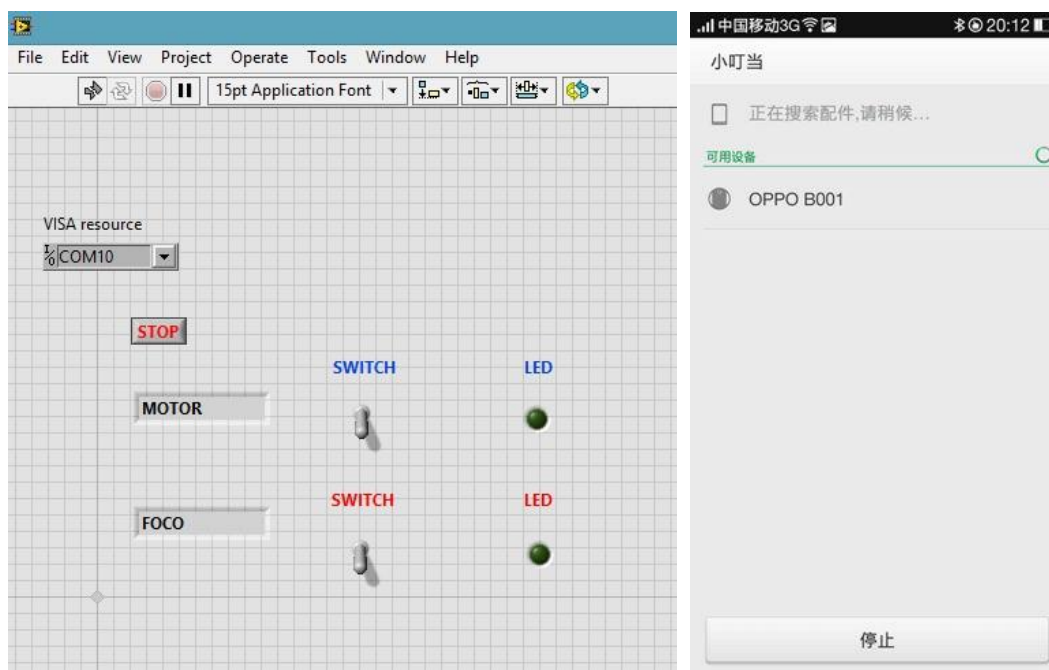 File Edit View Project Operate Tools Window Help
15pt Application Font
VISA resource
I/O COM10
STOP
SWITCH LED
MOTOR
SWITCH LED
FOCO
中国移动3G 20:12
小叮当
正在搜索配件,请稍候...
可用设备
OPPO B001
停止